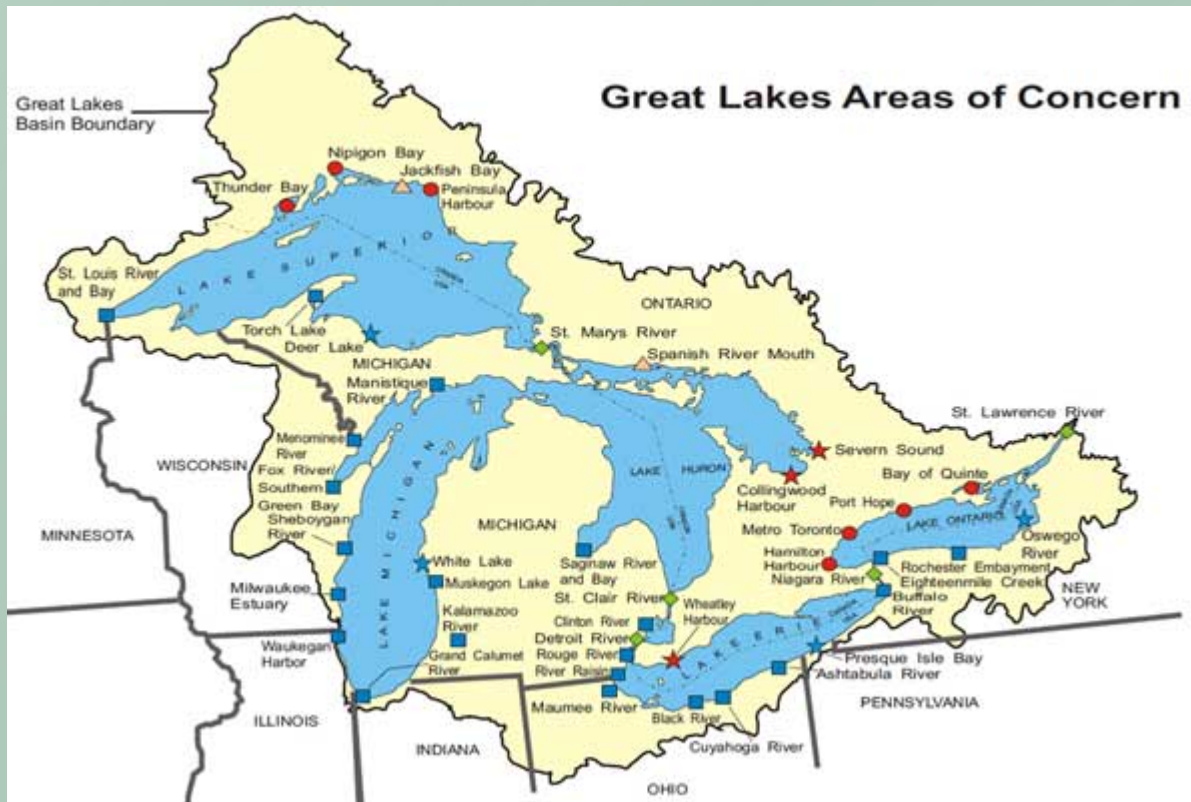 Great Lakes Areas of Concern
Great Lakes
Basin Boundary
Nipigon Bay
Jackfish Bay
Thunder Bay
Peninsula
Harbour
LAKE SUPERIOR
CANADA
USA
St. Louis River
and Bay
ONTARIO
Torch Lake
St. Marys River
Deer Lake
Spanish River Mouth
MICHIGAN
Manistique
River
St. Lawrence River
Menominee
River
Severn Sound
WISCONSIN
Fox River/
Southern
Green Bay
LAKE HURON
Bay of Quinte
Collingwood
Harbour
Port Hope
LAKE MICHIGAN
MICHIGAN
Sheboygan
River
LAKE ONTARIO
Metro Toronto
MINNESOTA
Oswego
River
White Lake
Saginaw River
and Bay
Hamilton
Harbour
Rochester Embayment
Muskegon Lake
Niagara River
Eighteenmile Creek
Milwaukee
Estuary
NEW
YORK
Buffalo
River
St. Clair River
Wheatley
Harbour
Kalamazoo
River
Clinton River
LAKE ERIE
CANADA
USA
Waukegan
Harbor
Detroit River
Grand Calumet
River
Rouge River
River Raisin
Presque Isle Bay
Ashtabula River
Maumee River
PENNSYLVANIA
Black River
ILLINOIS
Cuyahoga River
INDIANA
OHIO